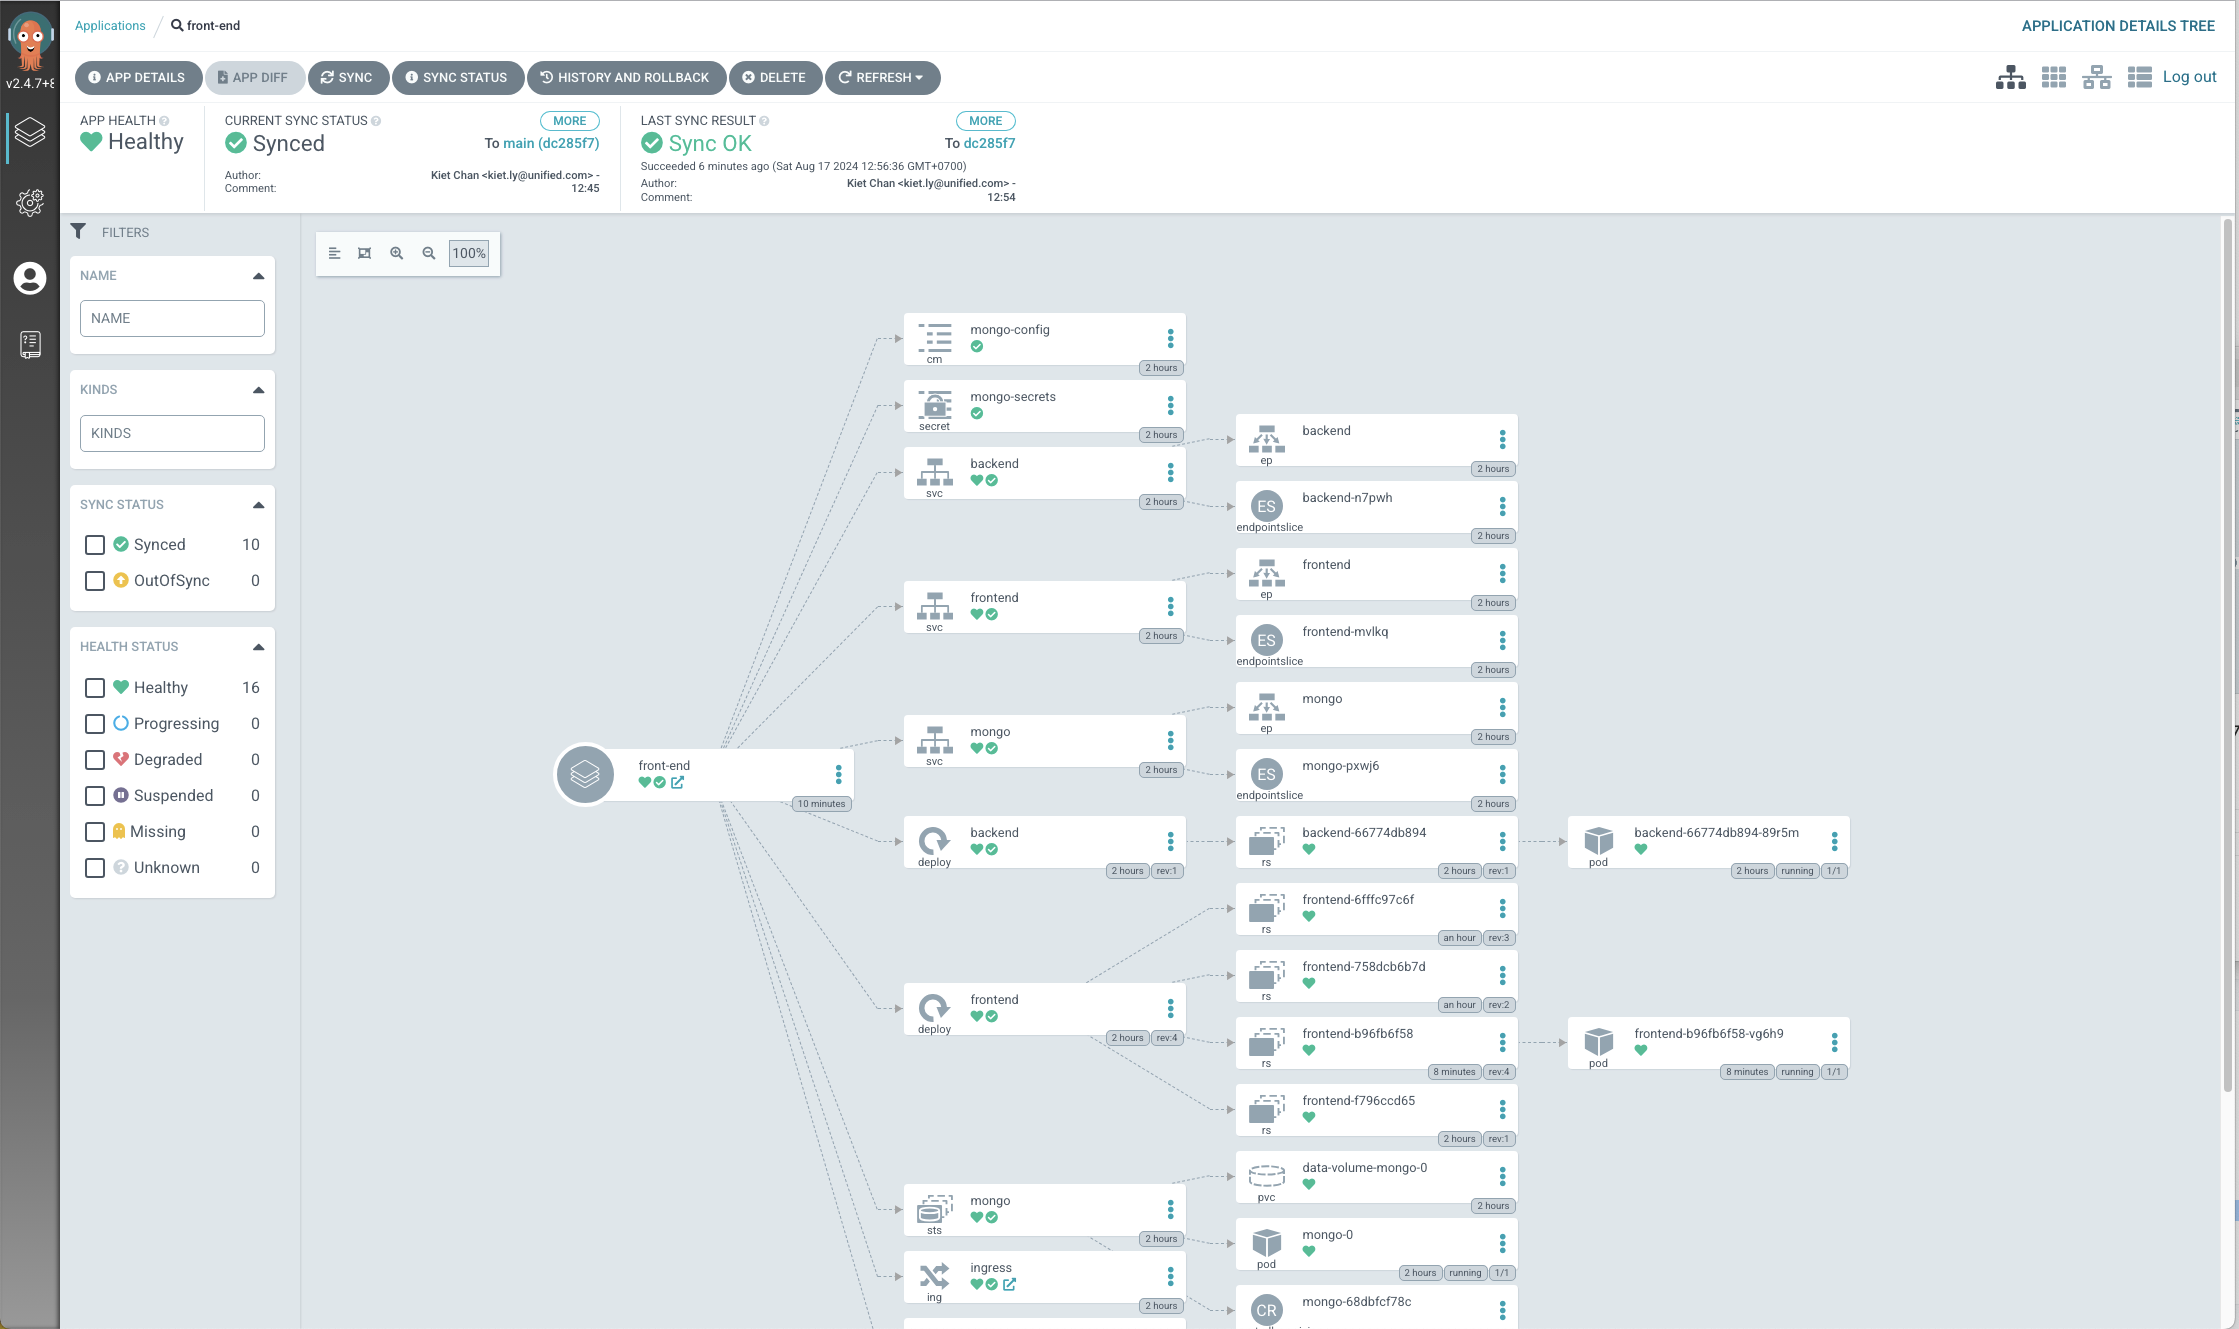 Applications
front-end
APPLICATION DETAILS TREE
v2.4.7+8
APP DETAILS
APP DIFF
SYNC
SYNC STATUS
HISTORY AND ROLLBACK
DELETE
REFRESH
Log out
APP HEALTH
Healthy
CURRENT SYNC STATUS
MORE
Synced
To main (dc285f7)
Author:
Kiet Chan <kiet.ly@unified.com> -
Comment:
12:45
LAST SYNC RESULT
MORE
Sync OK
To dc285f7
Succeeded 6 minutes ago (Sat Aug 17 2024 12:56:36 GMT+0700)
Author:
Kiet Chan <kiet.ly@unified.com> -
Comment:
12:54
FILTERS
NAME
NAME
KINDS
KINDS
SYNC STATUS
Synced 10
OutOfSync 0
HEALTH STATUS
Healthy 16
Progressing 0
Degraded 0
Suspended 0
Missing 0
Unknown 0
100%
front-end
10 minutes
mongo-config
cm
2 hours
mongo-secrets
secret
2 hours
backend
svc
2 hours
frontend
svc
2 hours
mongo
svc
2 hours
backend
deploy
2 hours rev:1
frontend
deploy
2 hours rev:4
mongo
sts
2 hours
ingress
ing
2 hours
backend
ep
2 hours
ES
backend-n7pwh
endpointslice
2 hours
frontend
ep
2 hours
ES
frontend-mvlkq
endpointslice
2 hours
mongo
ep
2 hours
ES
mongo-pxwj6
endpointslice
2 hours
backend-66774db894
rs
2 hours rev:1
frontend-6fffc97c6f
rs
an hour rev:3
frontend-758dcb6b7d
rs
an hour rev:2
frontend-b96fb6f58
rs
8 minutes rev:4
frontend-f796ccd65
rs
2 hours rev:1
data-volume-mongo-0
pvc
2 hours
mongo-0
pod
2 hours running 1/1
CR
mongo-68dbfcf78c
backend-66774db894-89r5m
pod
2 hours running 1/1
frontend-b96fb6f58-vg6h9
pod
8 minutes running 1/1